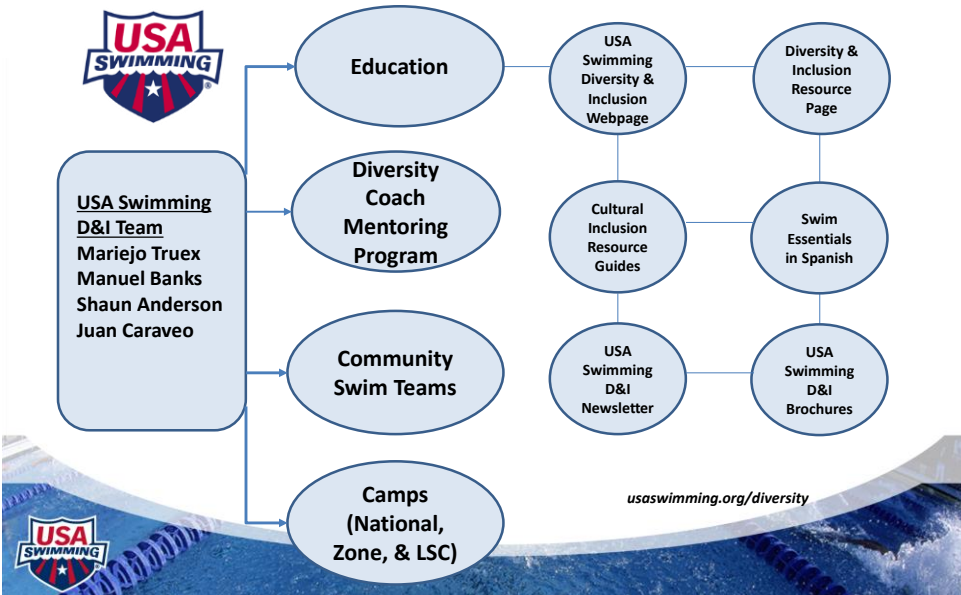 USA
SWIMMING
®
Education
USA
Swimming
Diversity &
Inclusion
Webpage
Diversity &
Inclusion
Resource
Page
USA Swimming
D&I Team
Mariejo Truex
Manuel Banks
Shaun Anderson
Juan Caraveo
Diversity
Coach
Mentoring
Program
Cultural
Inclusion
Resource
Guides
Swim
Essentials
in Spanish
Community
Swim Teams
USA
Swimming
D&I
Newsletter
USA
Swimming
D&I
Brochures
Camps
(National,
Zone, & LSC)
usaswimming.org/diversity
USA
SWIMMING